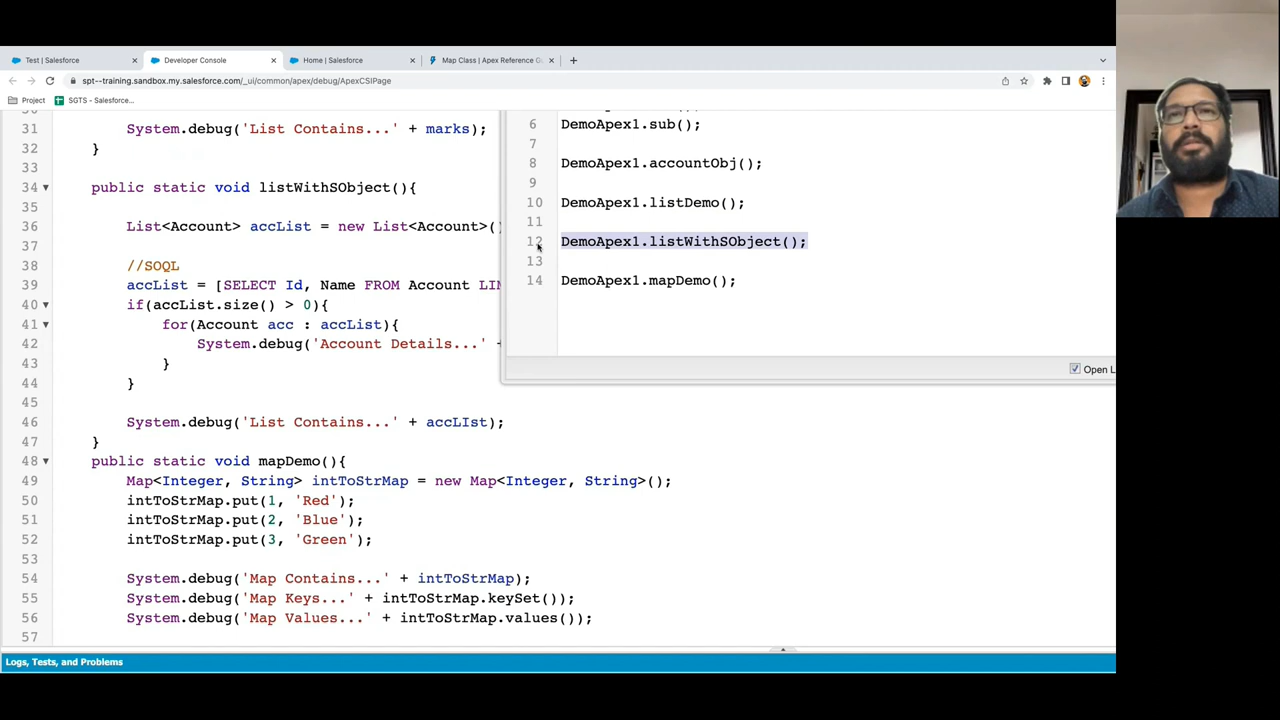 Test | Salesforce
Developer Console
Home | Salesforce
Map Class | Apex Reference Gu
spt--training.sandbox.my.salesforce.com/_ui/common/apex/debug/ApexCSIPage
Project
SGTS - Salesforce...
31 System.debug('List Contains...' + marks);
32 }
33
34 public static void listWithSObject(){
35
36 List<Account> accList = new List<Account>()
37
38 //SOQL
39 accList = [SELECT Id, Name FROM Account LIM
40 if(accList.size() > 0){
41 for(Account acc : accList){
42 System.debug('Account Details...' +
43 }
44 }
45
46 System.debug('List Contains...' + accLIst);
47 }
48 public static void mapDemo(){
49 Map<Integer, String> intToStrMap = new Map<Integer, String>();
50 intToStrMap.put(1, 'Red');
51 intToStrMap.put(2, 'Blue');
52 intToStrMap.put(3, 'Green');
53
54 System.debug('Map Contains...' + intToStrMap);
55 System.debug('Map Keys...' + intToStrMap.keySet());
56 System.debug('Map Values...' + intToStrMap.values());
57
6 DemoApex1.sub();
7
8 DemoApex1.accountObj();
9
10 DemoApex1.listDemo();
11
12 DemoApex1.listWithSObject();
13
14 DemoApex1.mapDemo();
Open L
Logs, Tests, and Problems